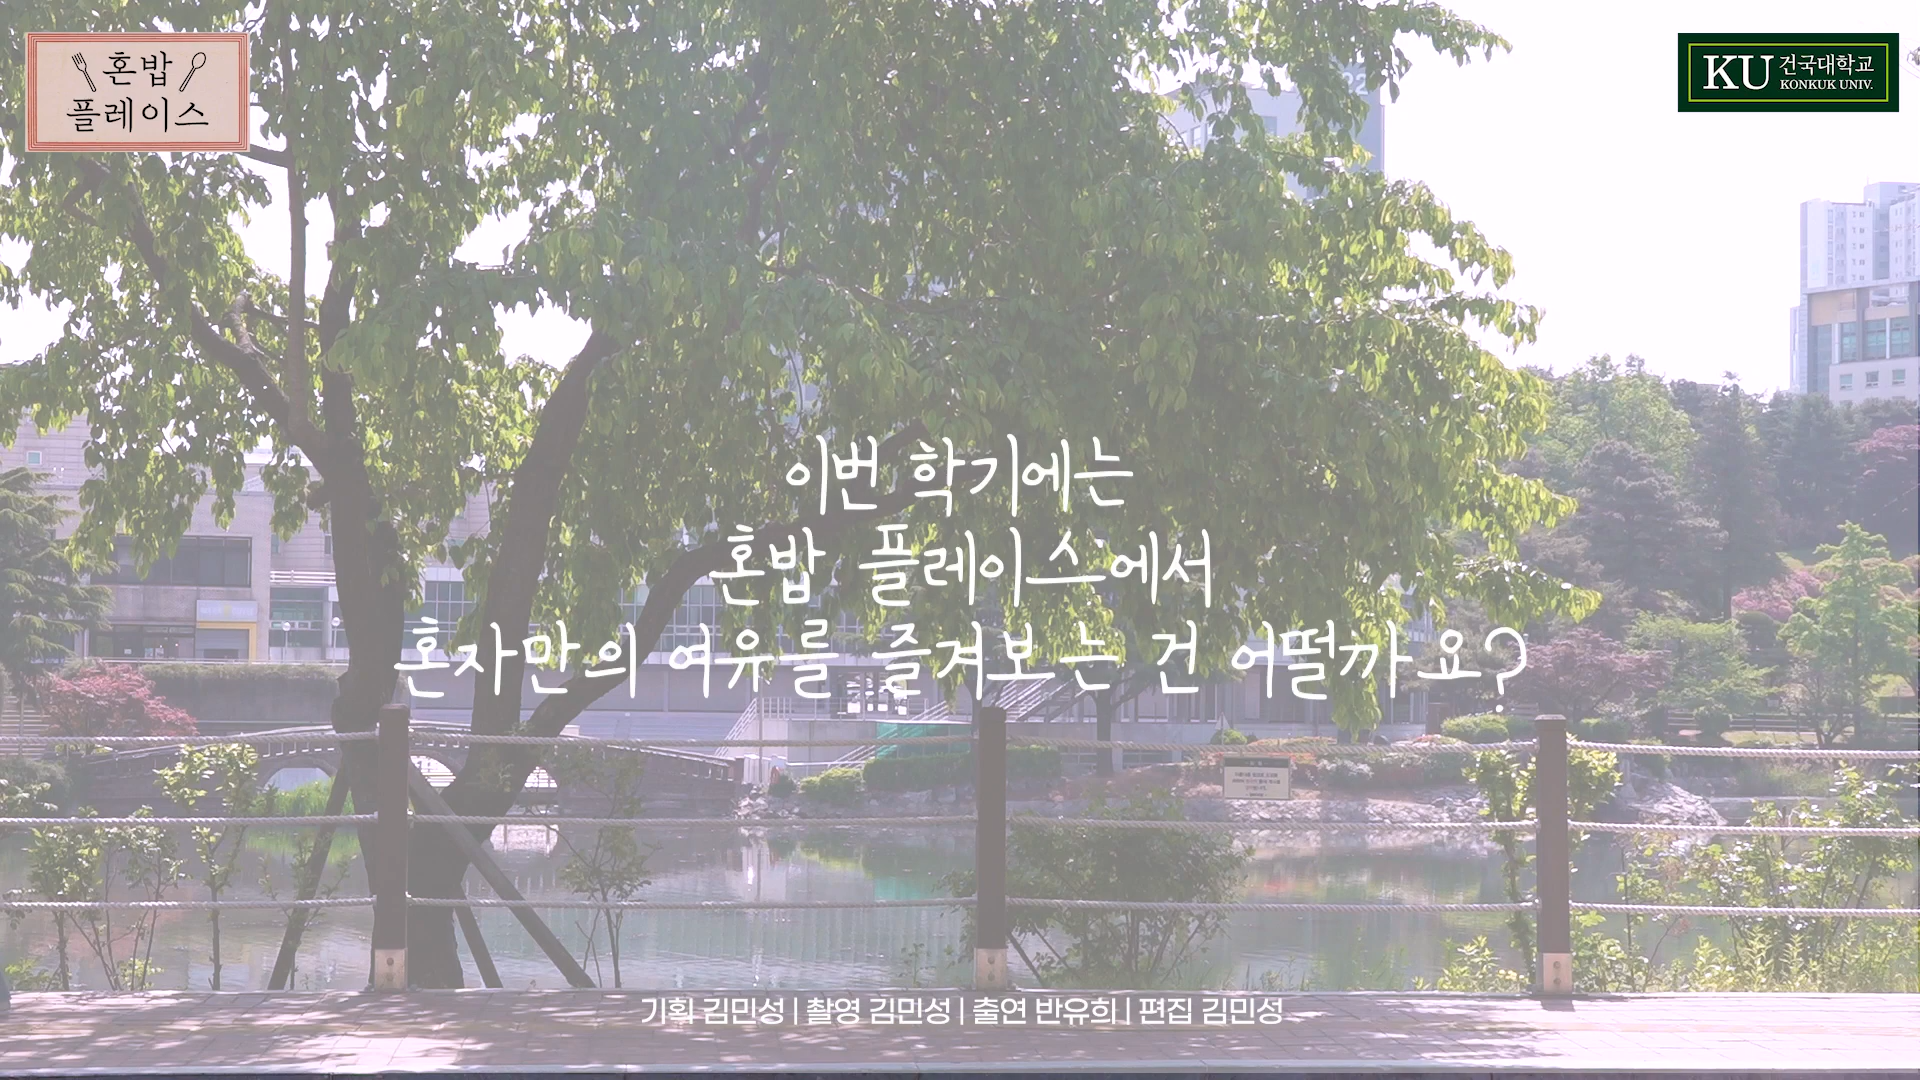 혼밥
플레이스
KU 건국대학교
KONKUK UNIV.
이번 학기에는
혼밥 플레이스에서
혼자만의 여유를 즐겨보는 건 어떨까요?
기획 김민성 | 촬영 김민성 | 출연 반유희 | 편집 김민성